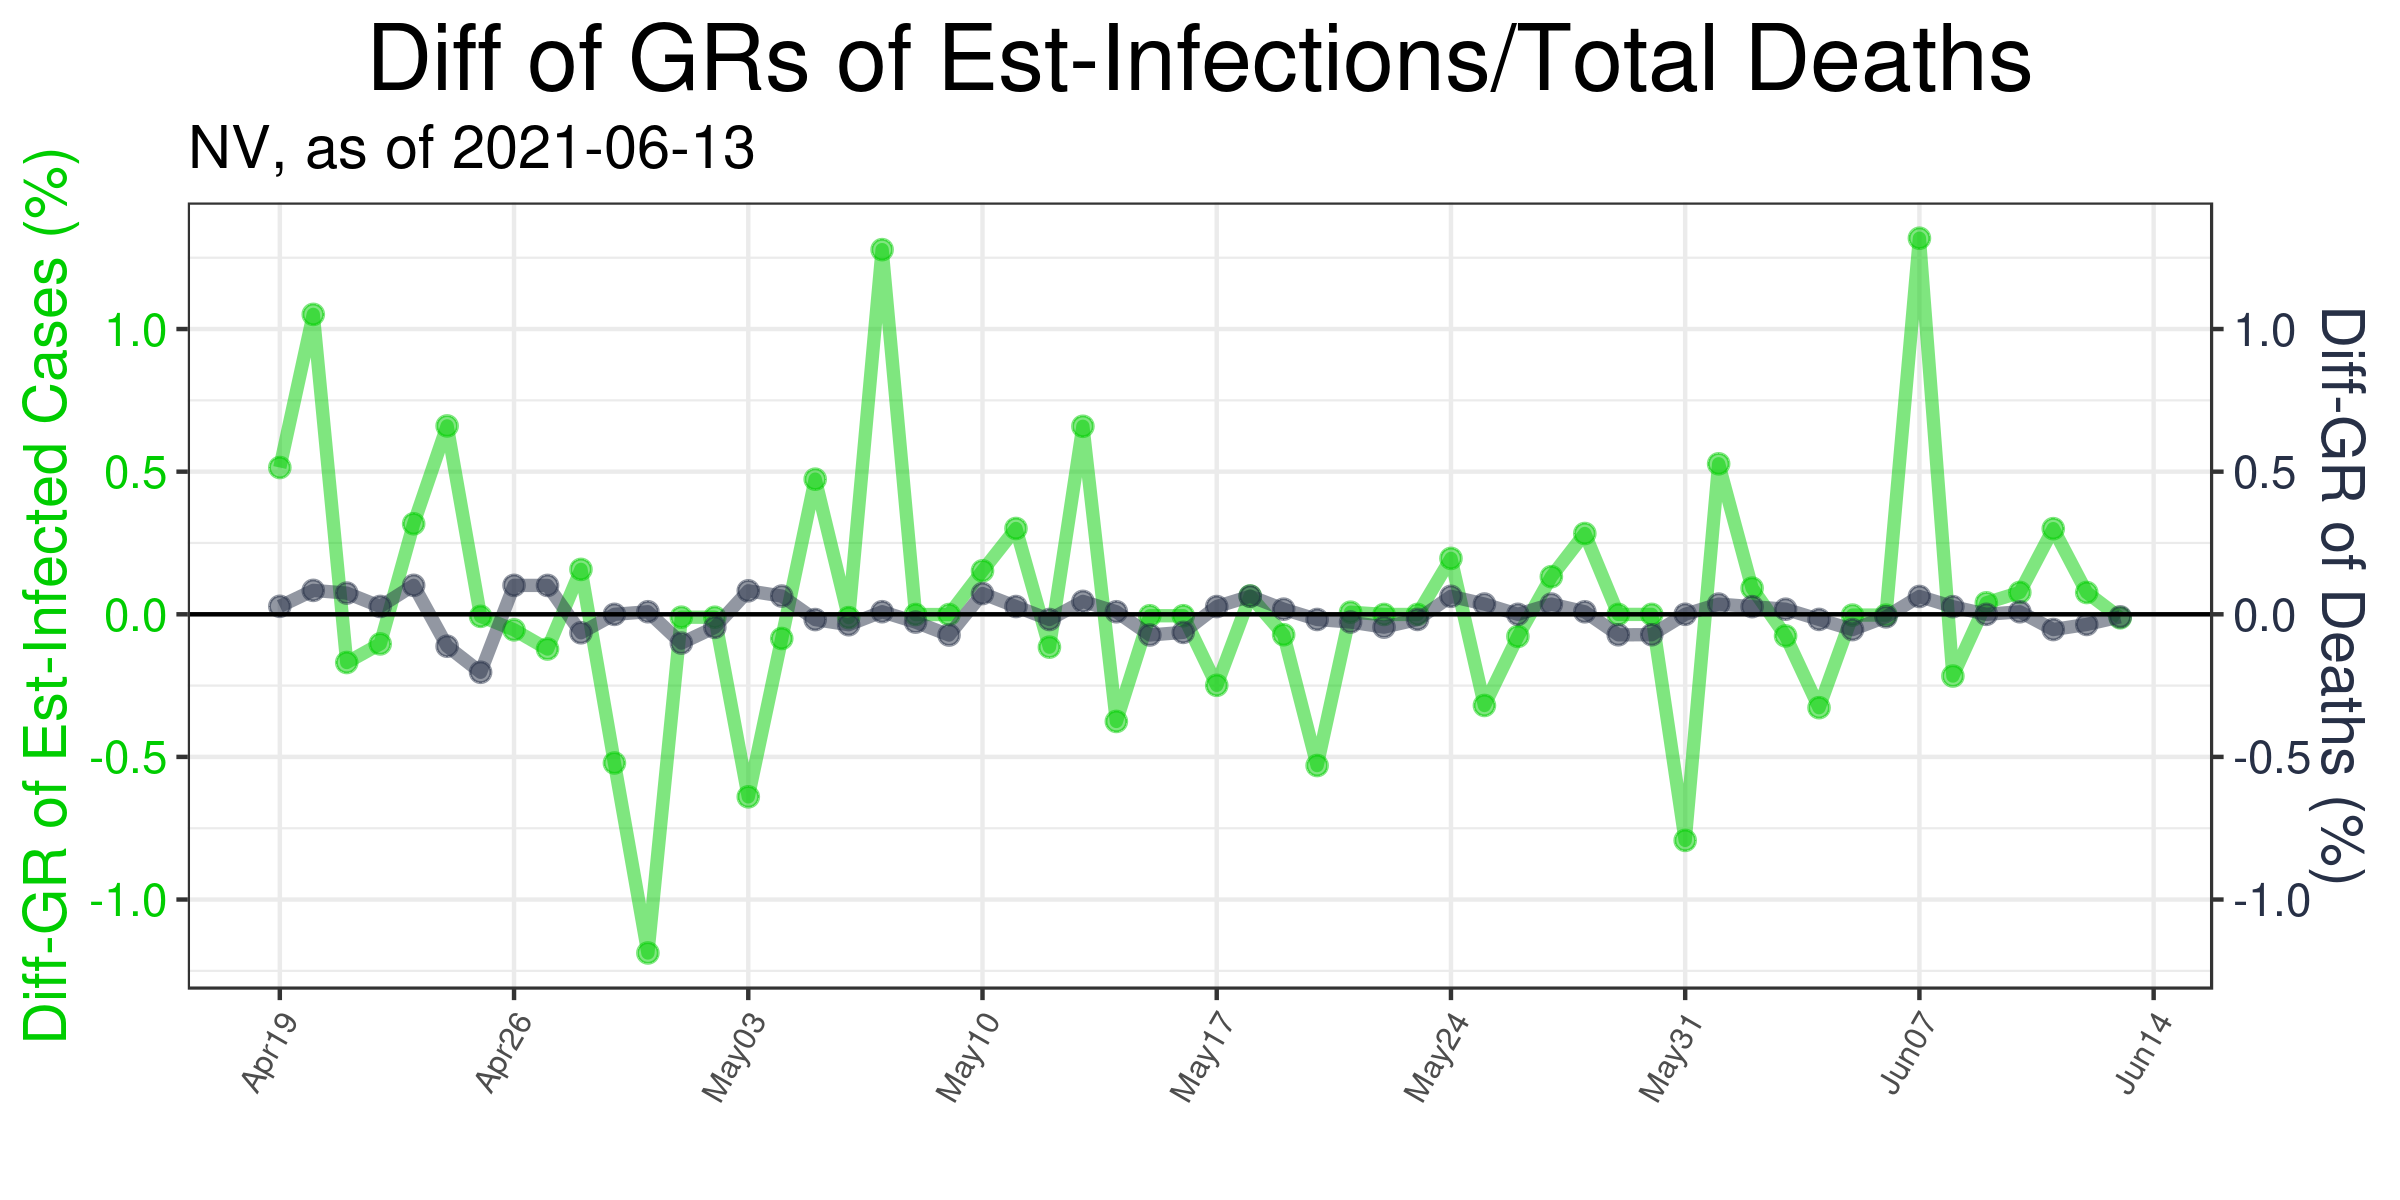 Diff of GRs of Est-Infections/Total Deaths
NV, as of 2021-06-13
Diff-GR of Est-Infected Cases (%)
1.0
0.5
0.0
-0.5
-1.0
1.0
0.5
0.0
-0.5
-1.0
Diff-GR of Deaths (%)
Apr19 Apr26 May03 May10 May17 May24 May31 Jun07 Jun14